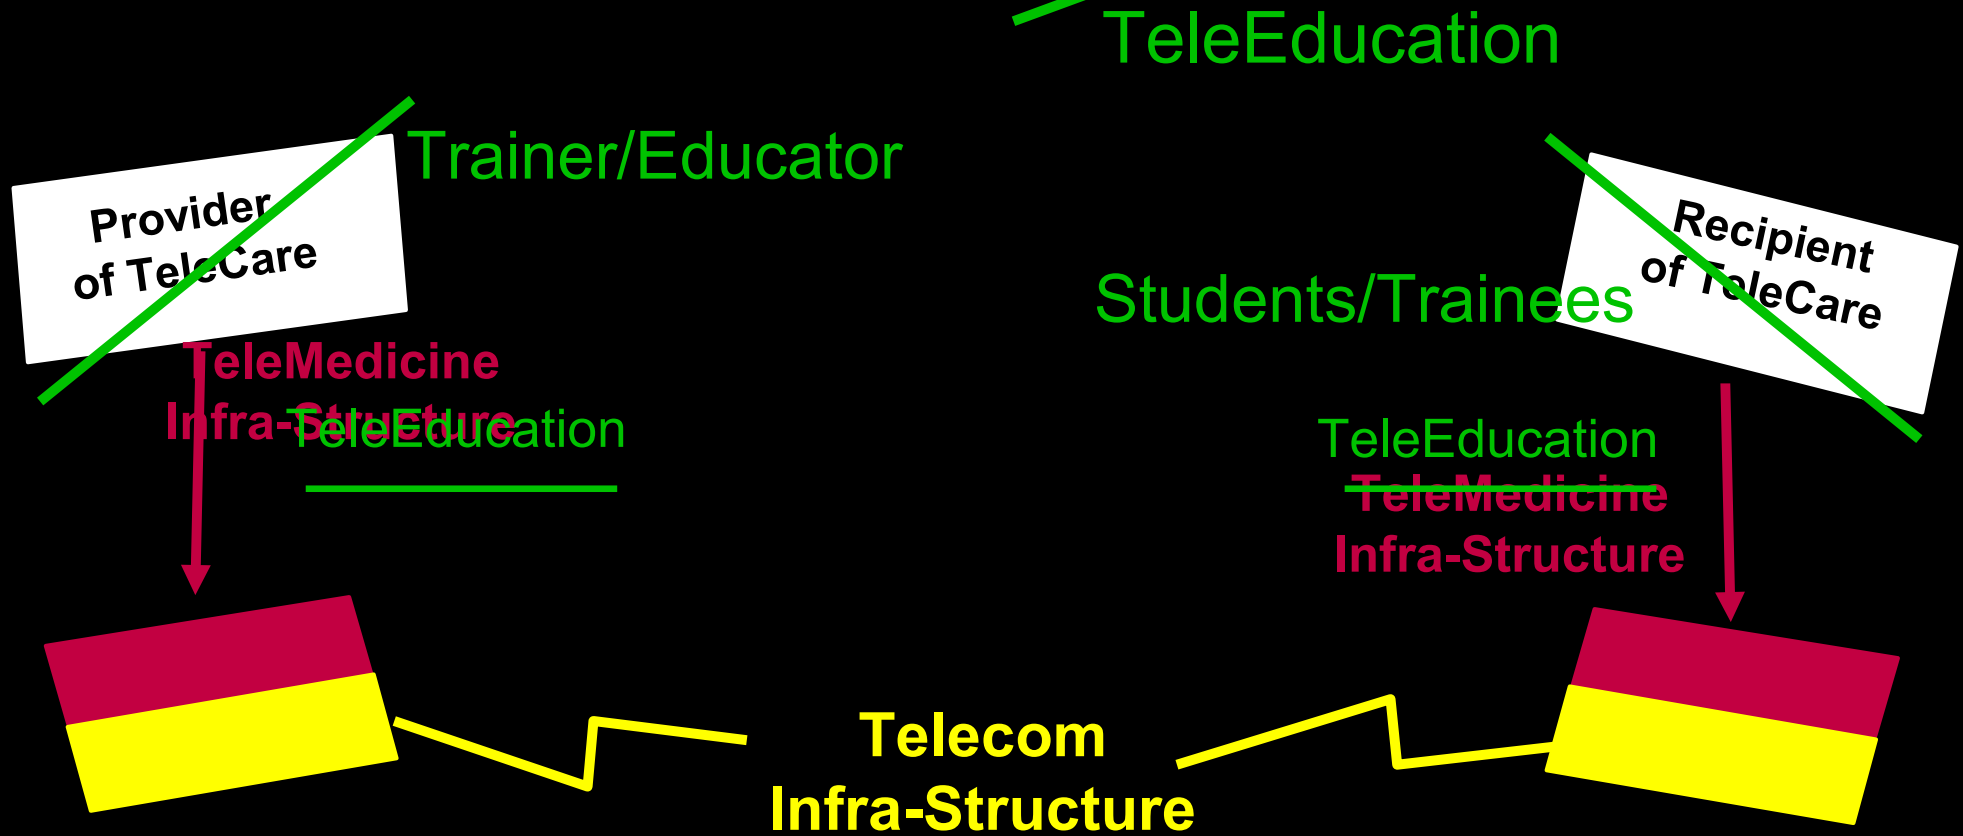 TeleEducation
Trainer/Educator
Provider
of TeleCare
Recipient
of TeleCare
Students/Trainees
TeleMedicine
Infra-Structure
TeleEducation
TeleEducation
TeleMedicine
Infra-Structure
Telecom
Infra-Structure